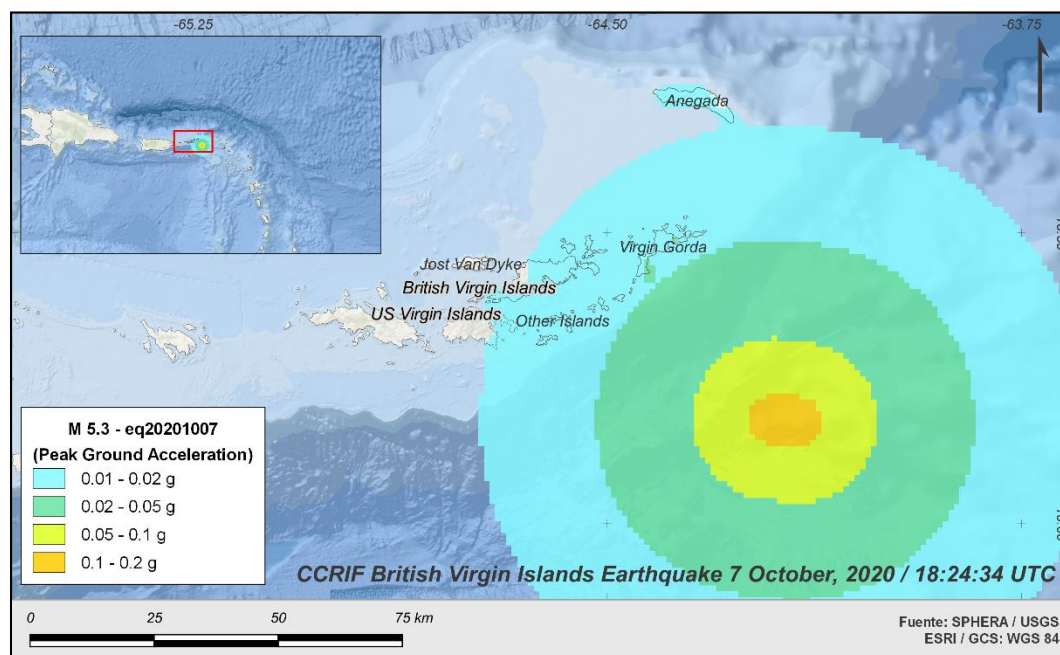 -65.25
-64.50
-63.75
Anegada
Virgin Gorda
Jost Van Dyke
British Virgin Islands
US Virgin Islands
Other Islands
M 5.3 - eq20201007
(Peak Ground Acceleration)
0.01 - 0.02 g
0.02 - 0.05 g
0.05 - 0.1 g
0.1 - 0.2 g
CCRIF British Virgin Islands Earthquake 7 October, 2020 / 18:24:34 UTC
0 25 50 75 km
Fuente: SPHERA / USGS
ESRI / GCS: WGS 84